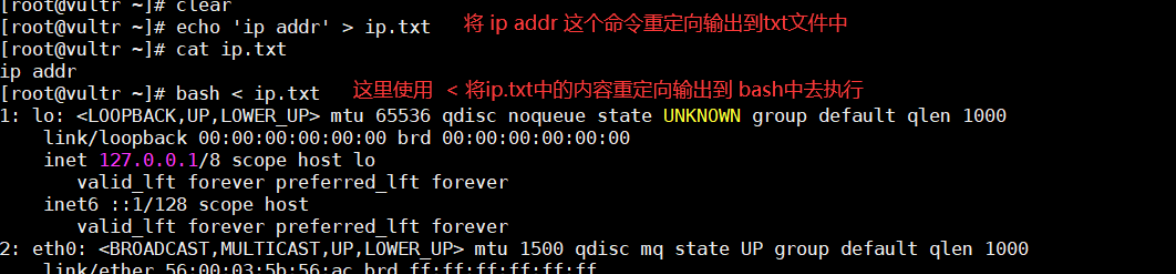 [root@vultr ~]# clear
[root@vultr ~]# echo 'ip addr' > ip.txt 将 ip addr 这个命令重定向输出到txt文件中
[root@vultr ~]# cat ip.txt
ip addr
[root@vultr ~]# bash < ip.txt 这里使用 < 将ip.txt中的内容重定向输出到 bash中去执行
1: lo: <LOOPBACK,UP,LOWER_UP> mtu 65536 qdisc noqueue state UNKNOWN group default qlen 1000
link/loopback 00:00:00:00:00:00 brd 00:00:00:00:00:00
inet 127.0.0.1/8 scope host lo
valid_lft forever preferred_lft forever
inet6 ::1/128 scope host
valid_lft forever preferred_lft forever
2: eth0: <BROADCAST,MULTICAST,UP,LOWER_UP> mtu 1500 qdisc mq state UP group default qlen 1000
link/ether 56:00:03:5b:56:ac brd ff:ff:ff:ff:ff:ff